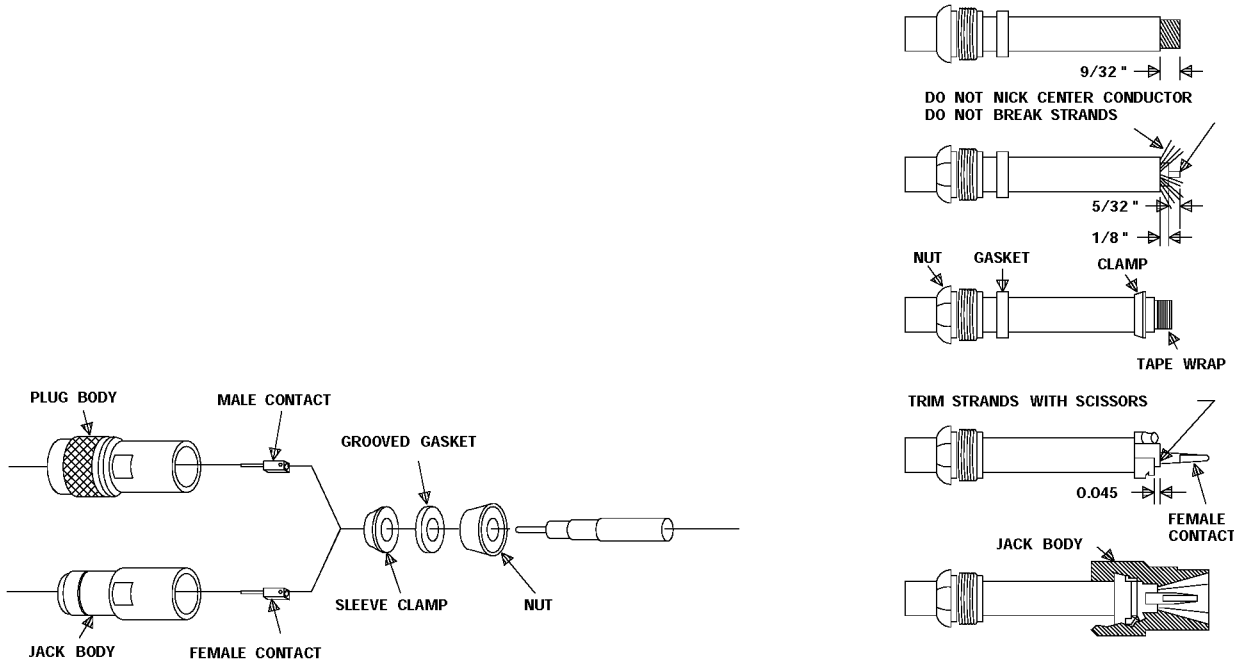 PLUG BODY
MALE CONTACT
GROOVED GASKET
SLEEVE CLAMP
NUT
JACK BODY
FEMALE CONTACT
9/32 "
DO NOT NICK CENTER CONDUCTOR
DO NOT BREAK STRANDS
5/32 "
1/8 "
NUT
GASKET
CLAMP
TAPE WRAP
TRIM STRANDS WITH SCISSORS
0.045
FEMALE
CONTACT
JACK BODY